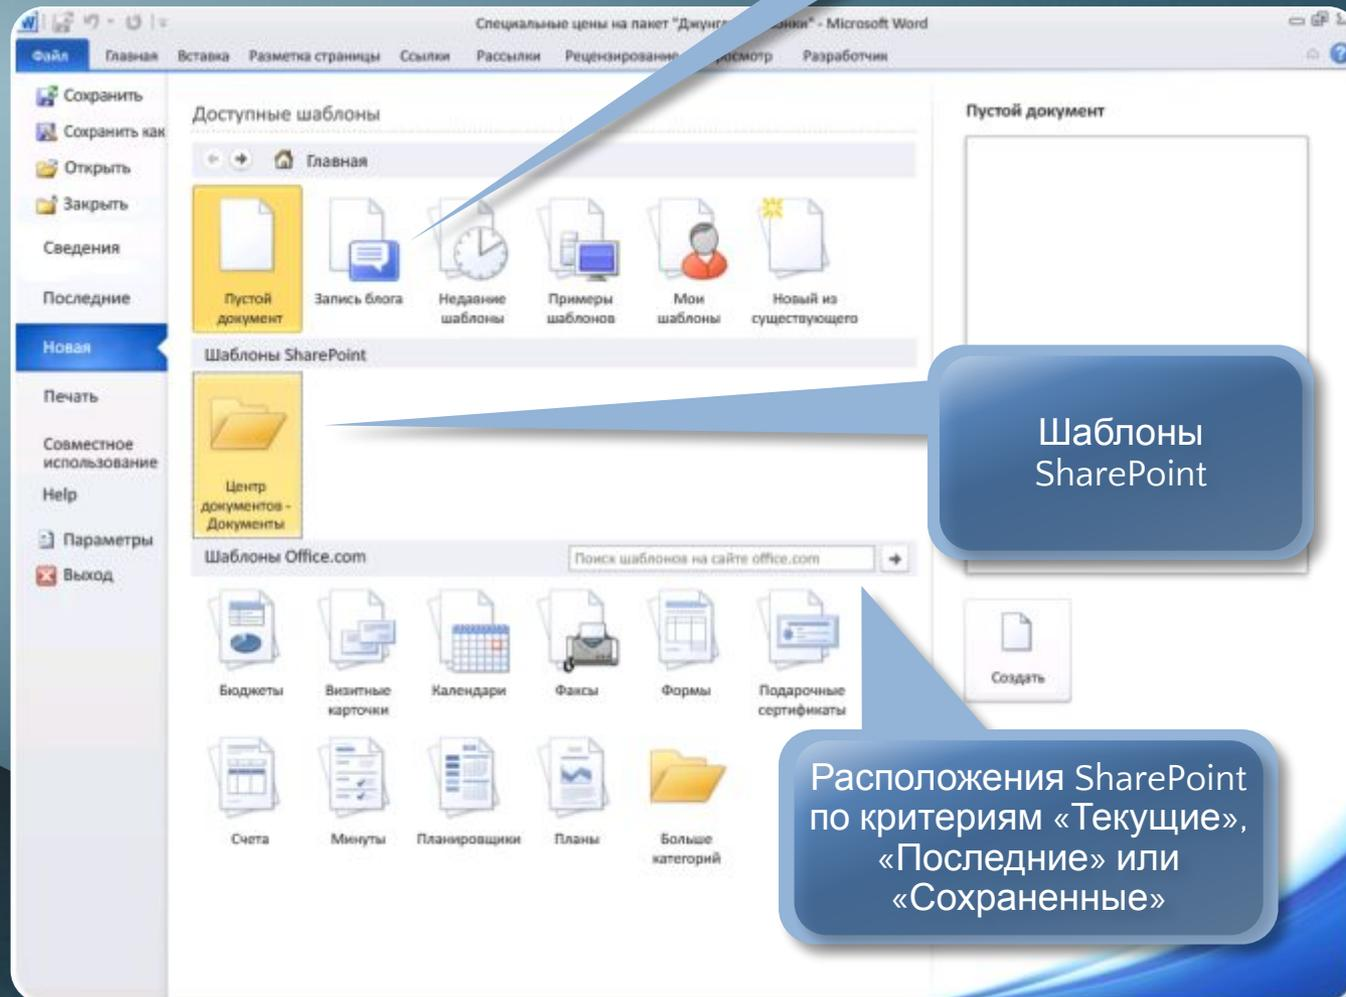 Специальные цены на пакет - Microsoft Word
Файл Главная Вставка Разметка страницы Ссылки Рассылки Рецензирование Разработчик
Сохранить
Сохранить как
Открыть
Закрыть
Сведения
Последние
Новая
Печать
Совместное
использование
Help
Параметры
Выход
Доступные шаблоны
Главная
Пустой
документ
Запись блога
Недавние
шаблоны
Примеры
шаблонов
Мои
шаблоны
Новый из
существующего
Шаблоны SharePoint
Центр
документов -
Документы
Шаблоны Office.com
Поиск шаблонов на сайте office.com
Бюджеты
Визитные
карточки
Календари
Факсы
Формы
Подарочные
сертификаты
Счета
Минуты
Планировщики
Планы
Больше
категорий
Пустой документ
Шаблоны
SharePoint
Создать
Расположения SharePoint
по критериям «Текущие»,
«Последние» или
«Сохраненные»